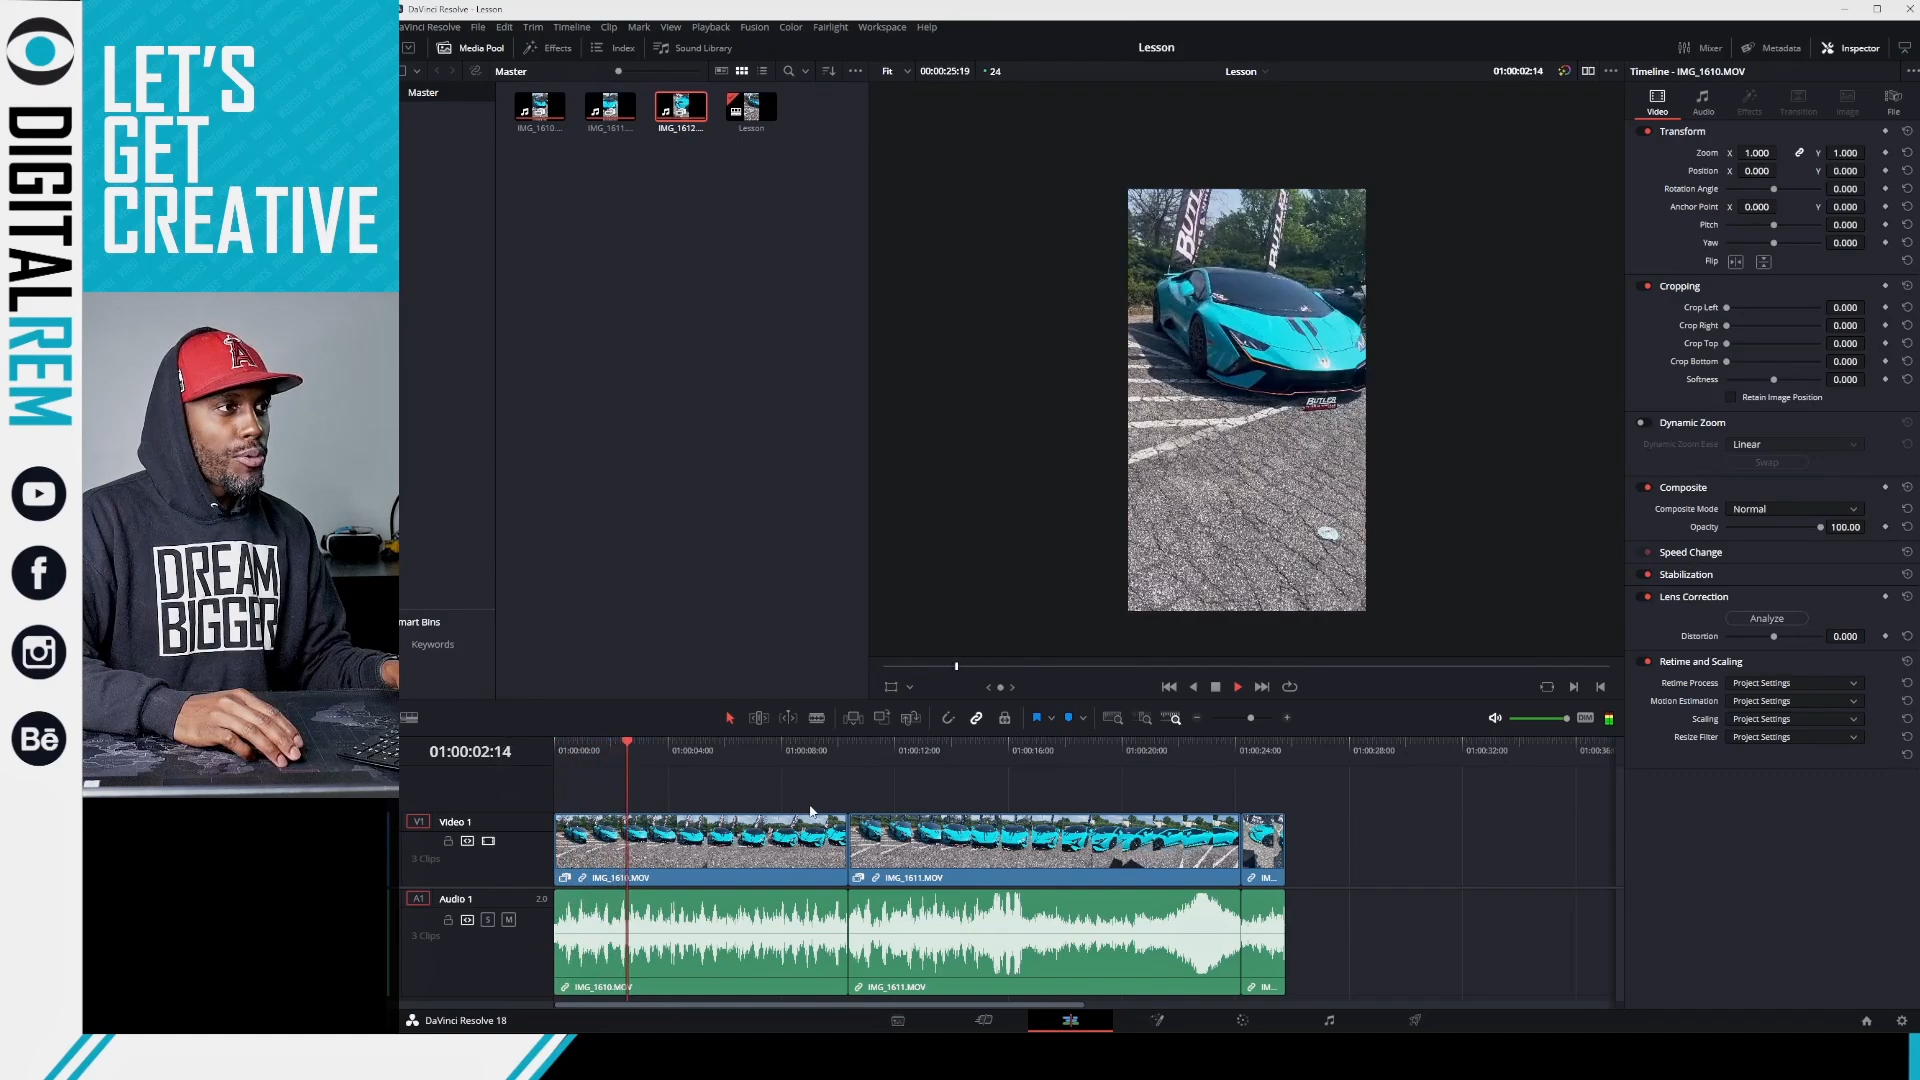 DaVinci Resolve - Lesson
aVinci Resolve File Edit Trim Timeline Clip Mark View Playback Fusion Color Fairlight Workspace Help
Media Pool Effects Index Sound Library
Lesson
Mixer Metadata Inspector
Master
Fit 00:00:25:19 24
Lesson
01:00:02:14
Timeline - IMG_1610.MOV
Master
IMG_1610....
IMG_1611....
IMG_1612....
Lesson
Video Audio Effects Transition Image File
Transform
Zoom X 1.000 Y 1.000
Position X 0.000 Y 0.000
Rotation Angle 0.000
Anchor Point X 0.000 Y 0.000
Pitch 0.000
Yaw 0.000
Flip
Cropping
Crop Left 0.000
Crop Right 0.000
Crop Top 0.000
Crop Bottom 0.000
Softness 0.000
Retain Image Position
Dynamic Zoom
Dynamic Zoom Ease Linear
Swap
Composite
Composite Mode Normal
Opacity 100.00
Speed Change
Stabilization
Lens Correction
Analyze
Distortion 0.000
Retime and Scaling
Retime Process Project Settings
Motion Estimation Project Settings
Scaling Project Settings
Resize Filter Project Settings
mart Bins
Keywords
BUTLER
DIM
01:00:02:14
01:00:00:00 01:00:04:00 01:00:08:00 01:00:12:00 01:00:16:00 01:00:20:00 01:00:24:00 01:00:28:00 01:00:32:00 01:00:36:
V1 Video 1
3 Clips
IMG_1610.MOV
IMG_1611.MOV
IM...
A1 Audio 1 2.0
S M
3 Clips
IMG_1610.MOV
IMG_1611.MOV
IM...
DaVinci Resolve 18
LET'S
GET
CREATIVE
DIGITALREM
A
DREAM
BIGGER
f
Bē